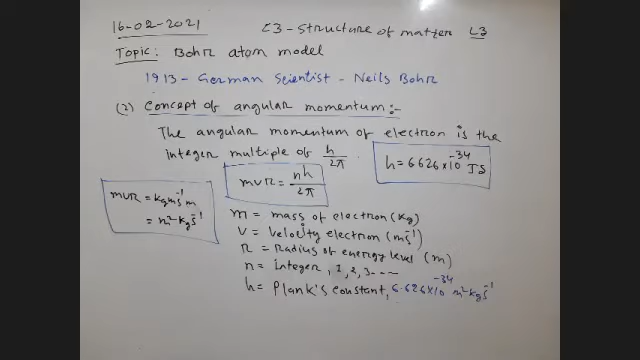 16-02-2021 L3-Structure of matter L3
Topic: Bohr atom model
1913 - German Scientist - Neils Bohr
(2) Concept of angular momentum:-
The angular momentum of electron is the
integer multiple of h/2π
h = 6.626×10⁻³⁴ JS
mvR = nh/2π
mvR = kg ms⁻¹ m
= m² kg s⁻¹
m = mass of electron (kg)
v = velocity electron (ms⁻¹)
R = Radius of energy level (m)
n = integer, 1, 2, 3 ----
h = Plank's constant, 6.626×10⁻³⁴ m² kg s⁻¹